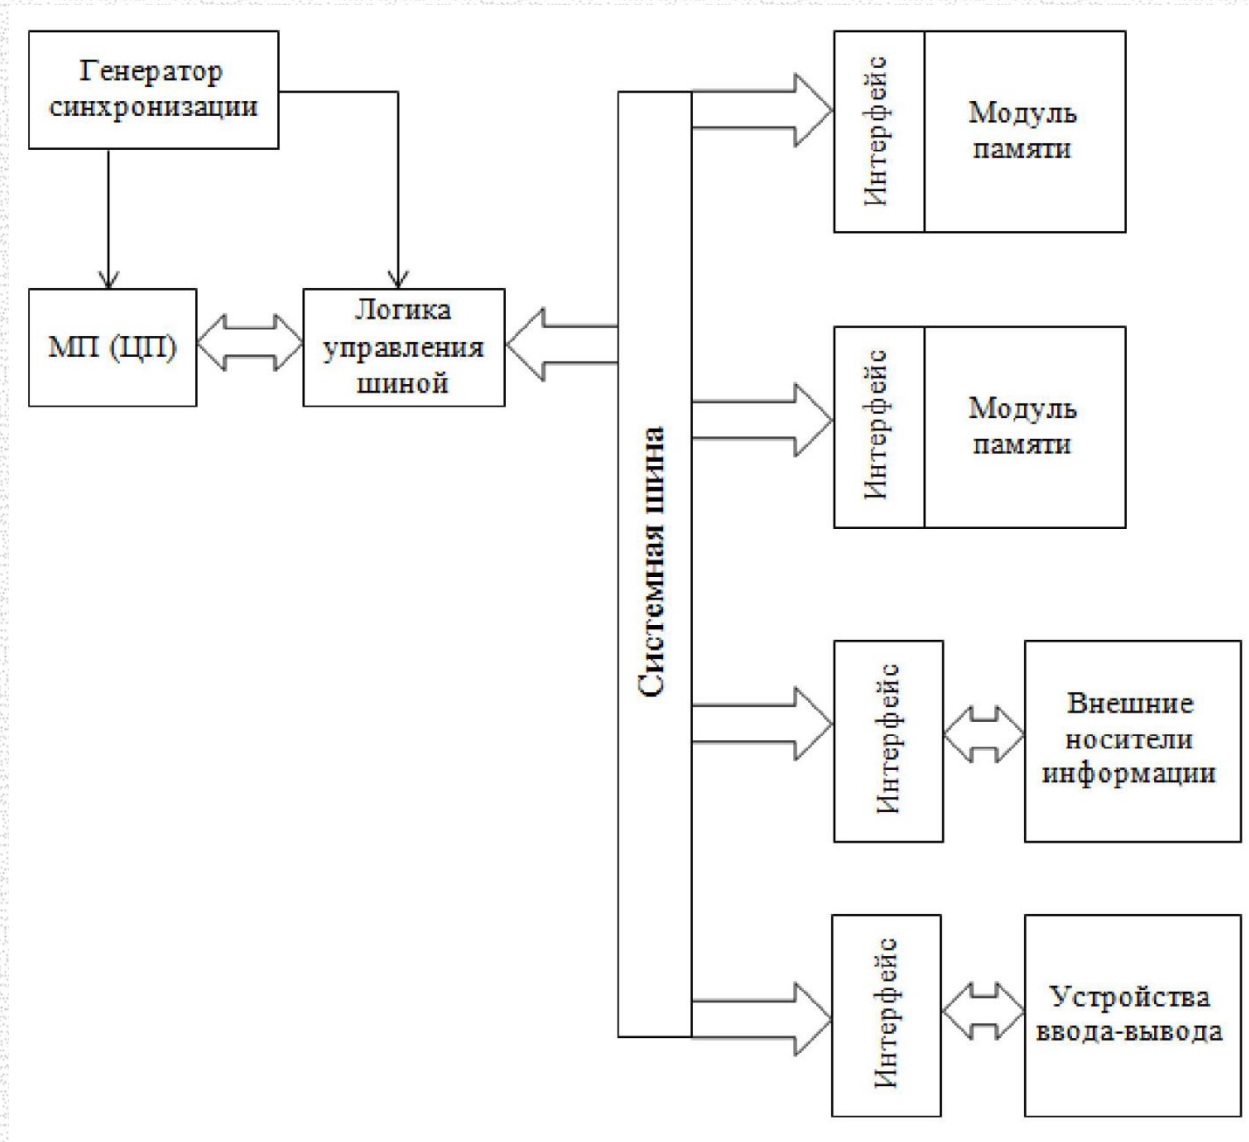 Генератор
синхронизации
МП (ЦП)
Логика
управления
шиной
Системная шина
Интерфейс
Модуль
памяти
Интерфейс
Модуль
памяти
Интерфейс
Внешние
носители
информации
Интерфейс
Устройства
ввода-вывода